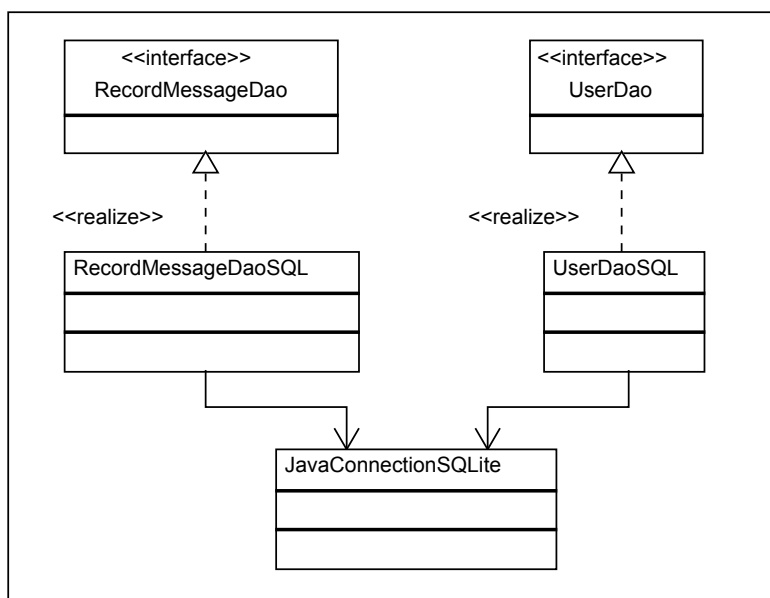 <<interface>>
RecordMessageDao
<<interface>>
UserDao
<<realize>>
<<realize>>
RecordMessageDaoSQL
UserDaoSQL
JavaConnectionSQLite